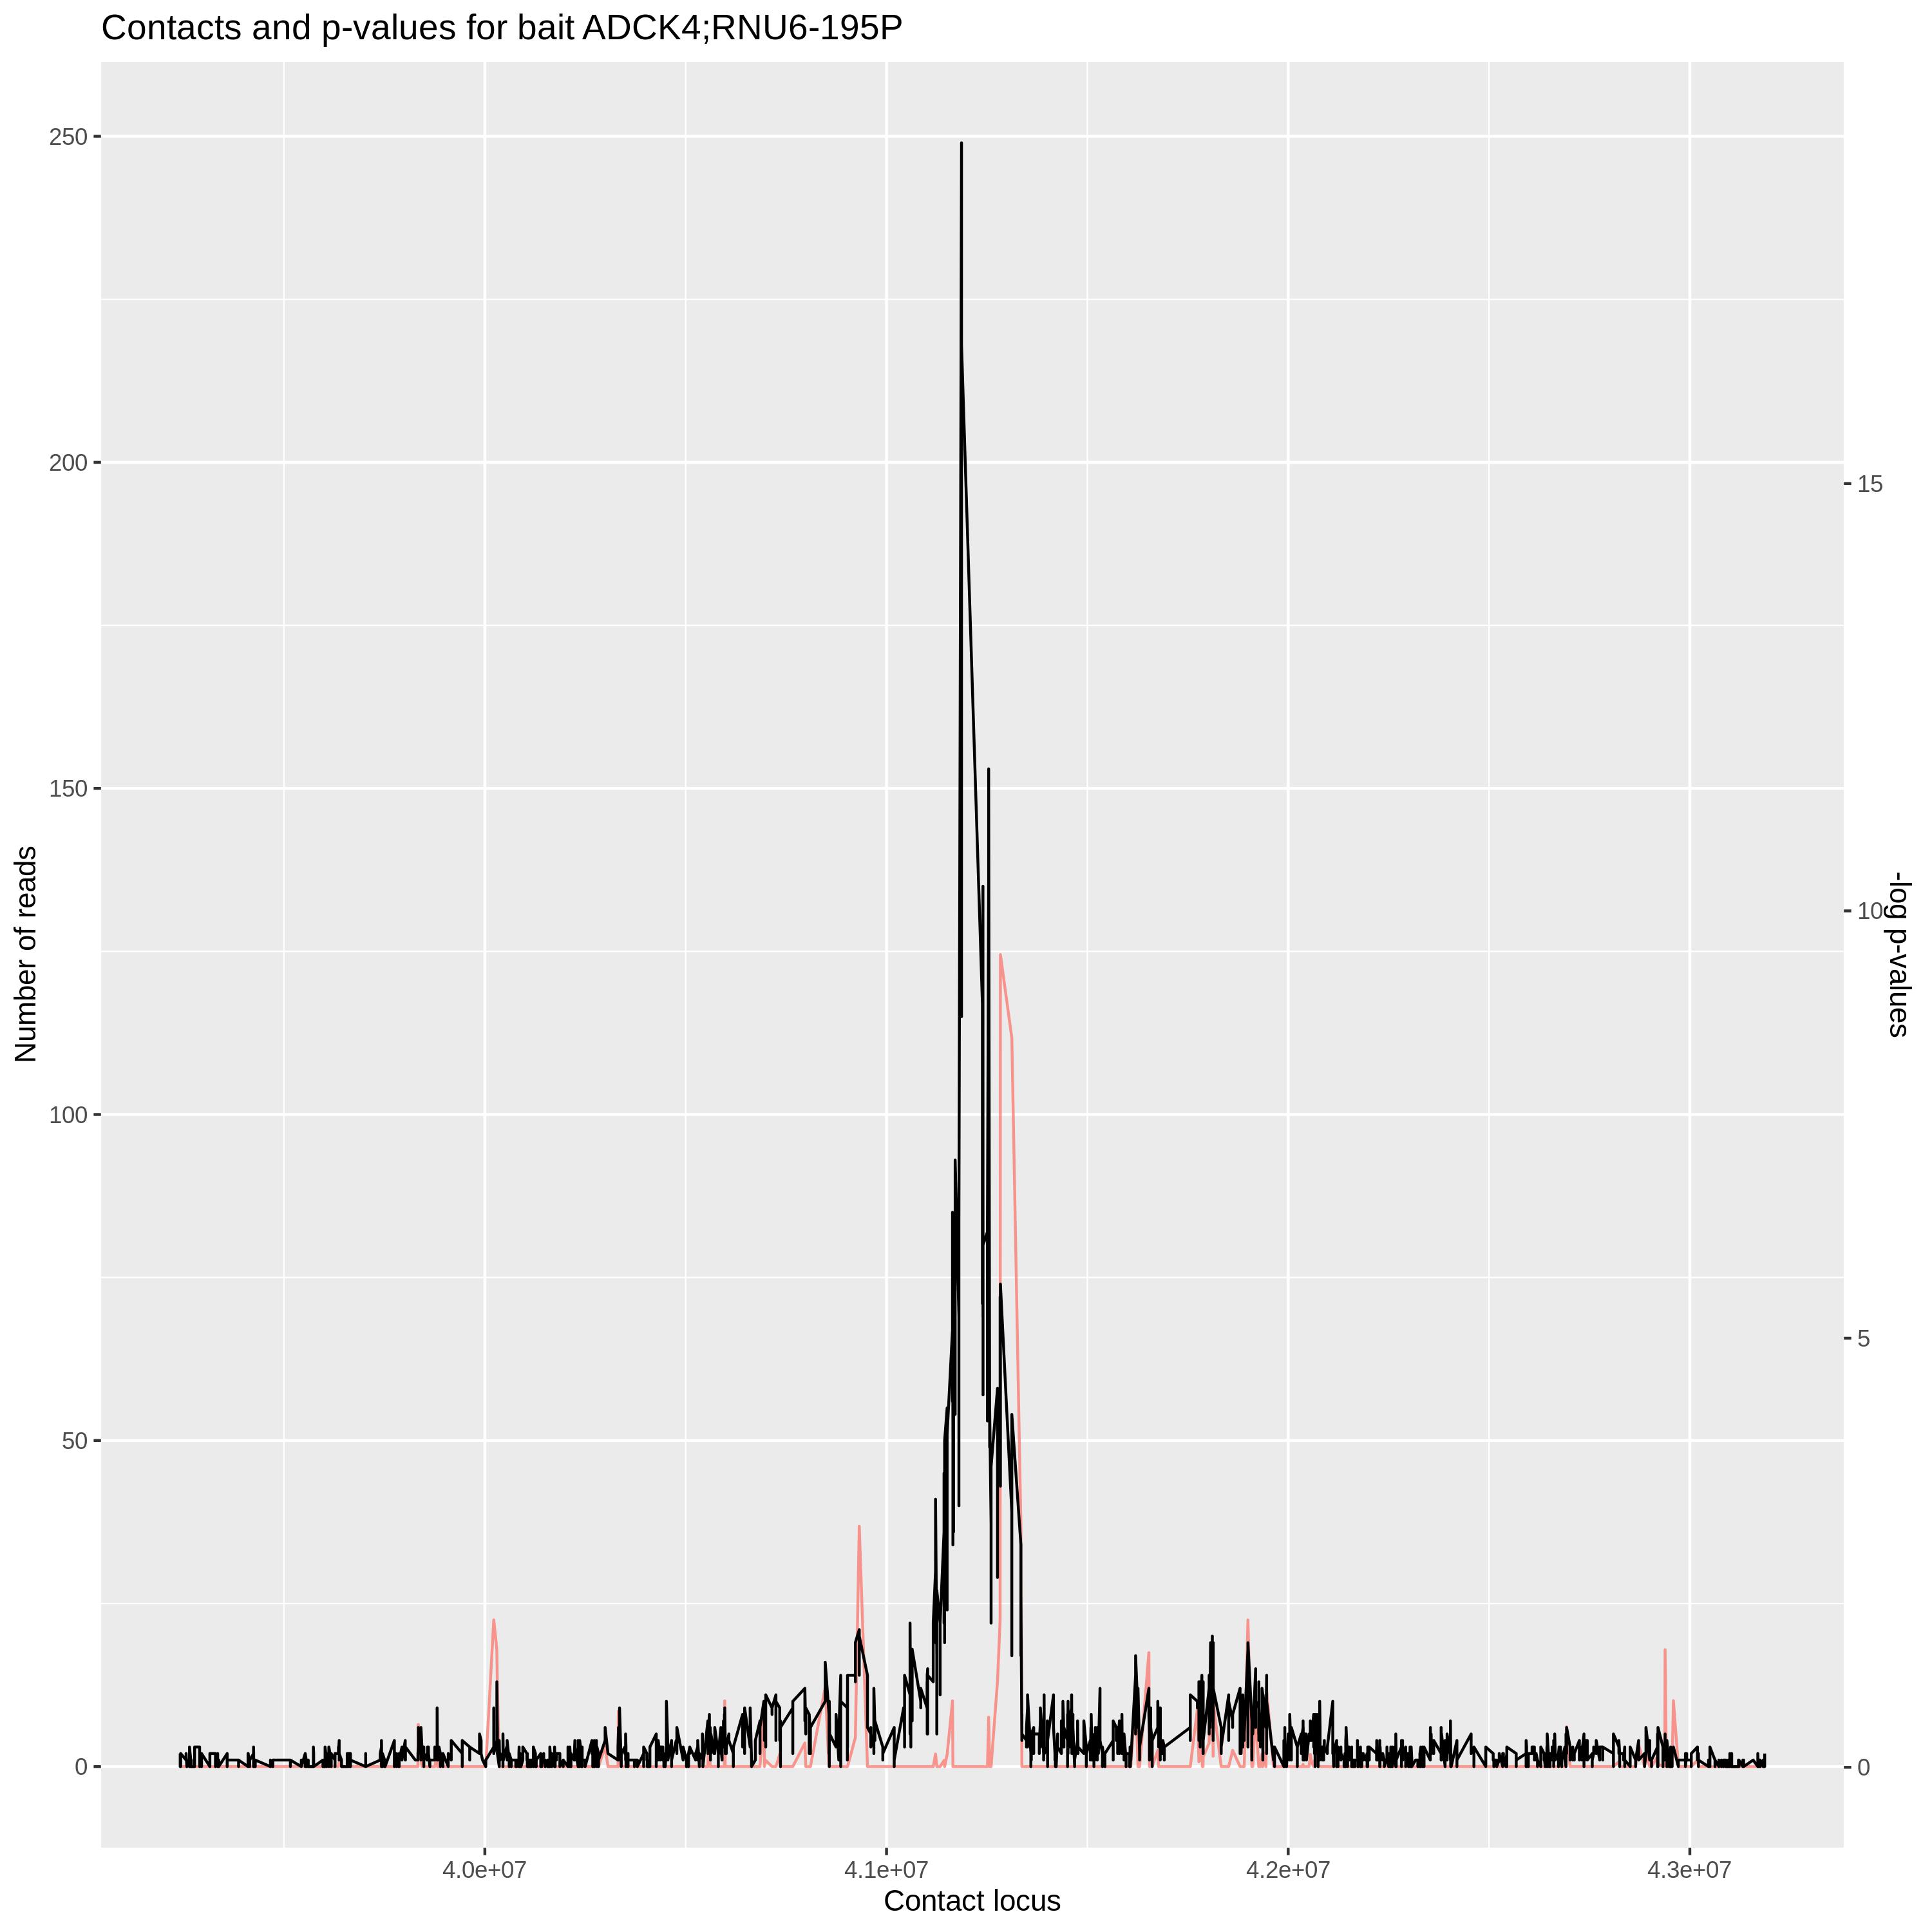 Contacts and p-values for bait ADCK4;RNU6-195P
250
200
150
100
50
0
Number of reads
15
10
5
0
-log p-values
4.0e+07
4.1e+07
4.2e+07
4.3e+07
Contact locus